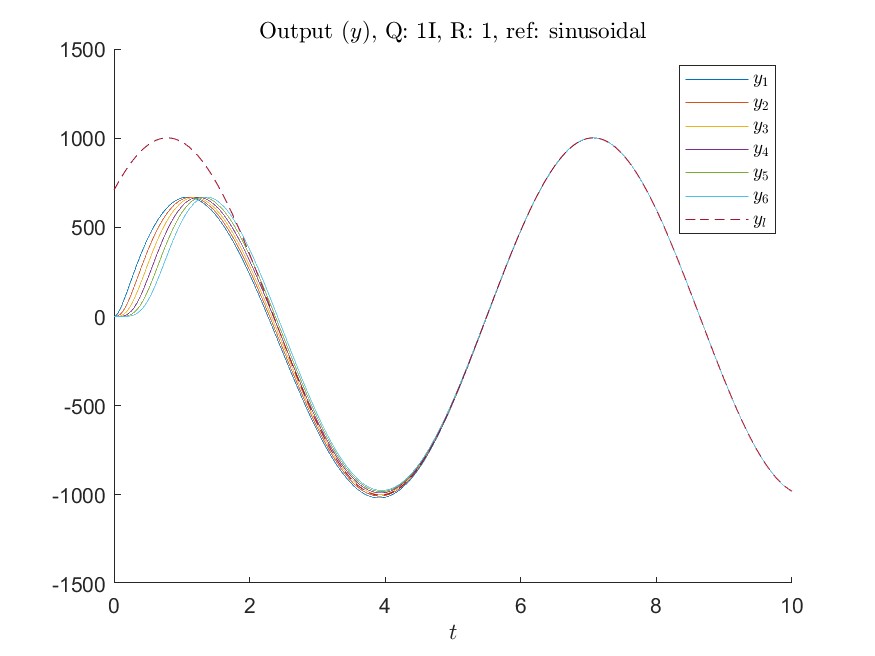 Output (y), Q: 1I, R: 1, ref: sinusoidal
1500
1000
500
0
-500
-1000
-1500
y₁
y₂
y₃
y₄
y₅
y₆
yₗ
0 2 4 6 8 10
t